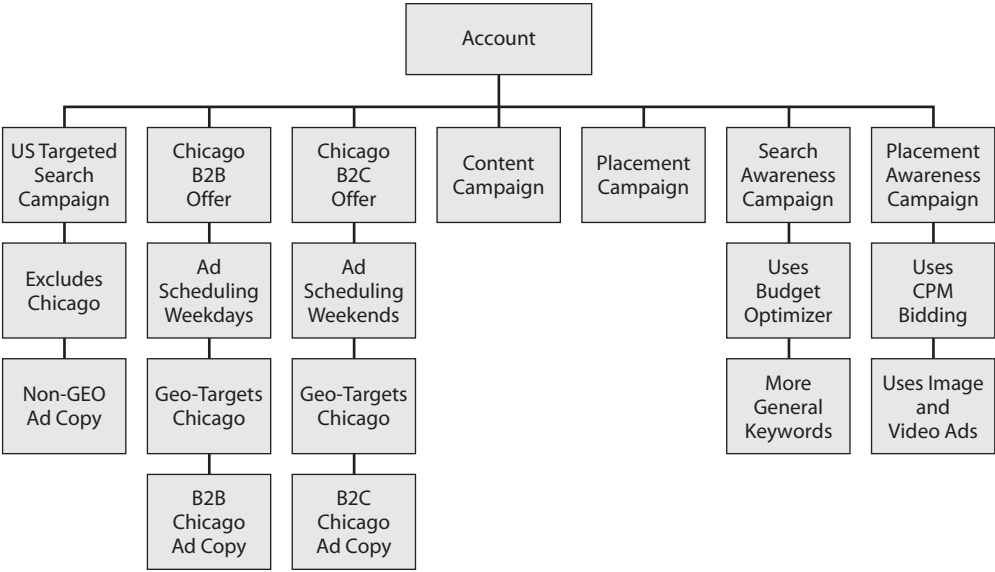 Account
US Targeted
Search
Campaign
Excludes
Chicago
Non-GEO
Ad Copy
Chicago
B2B
Offer
Ad
Scheduling
Weekdays
Geo-Targets
Chicago
B2B
Chicago
Ad Copy
Chicago
B2C
Offer
Ad
Scheduling
Weekends
Geo-Targets
Chicago
B2C
Chicago
Ad Copy
Content
Campaign
Placement
Campaign
Search
Awareness
Campaign
Uses
Budget
Optimizer
More
General
Keywords
Placement
Awareness
Campaign
Uses
CPM
Bidding
Uses Image
and
Video Ads